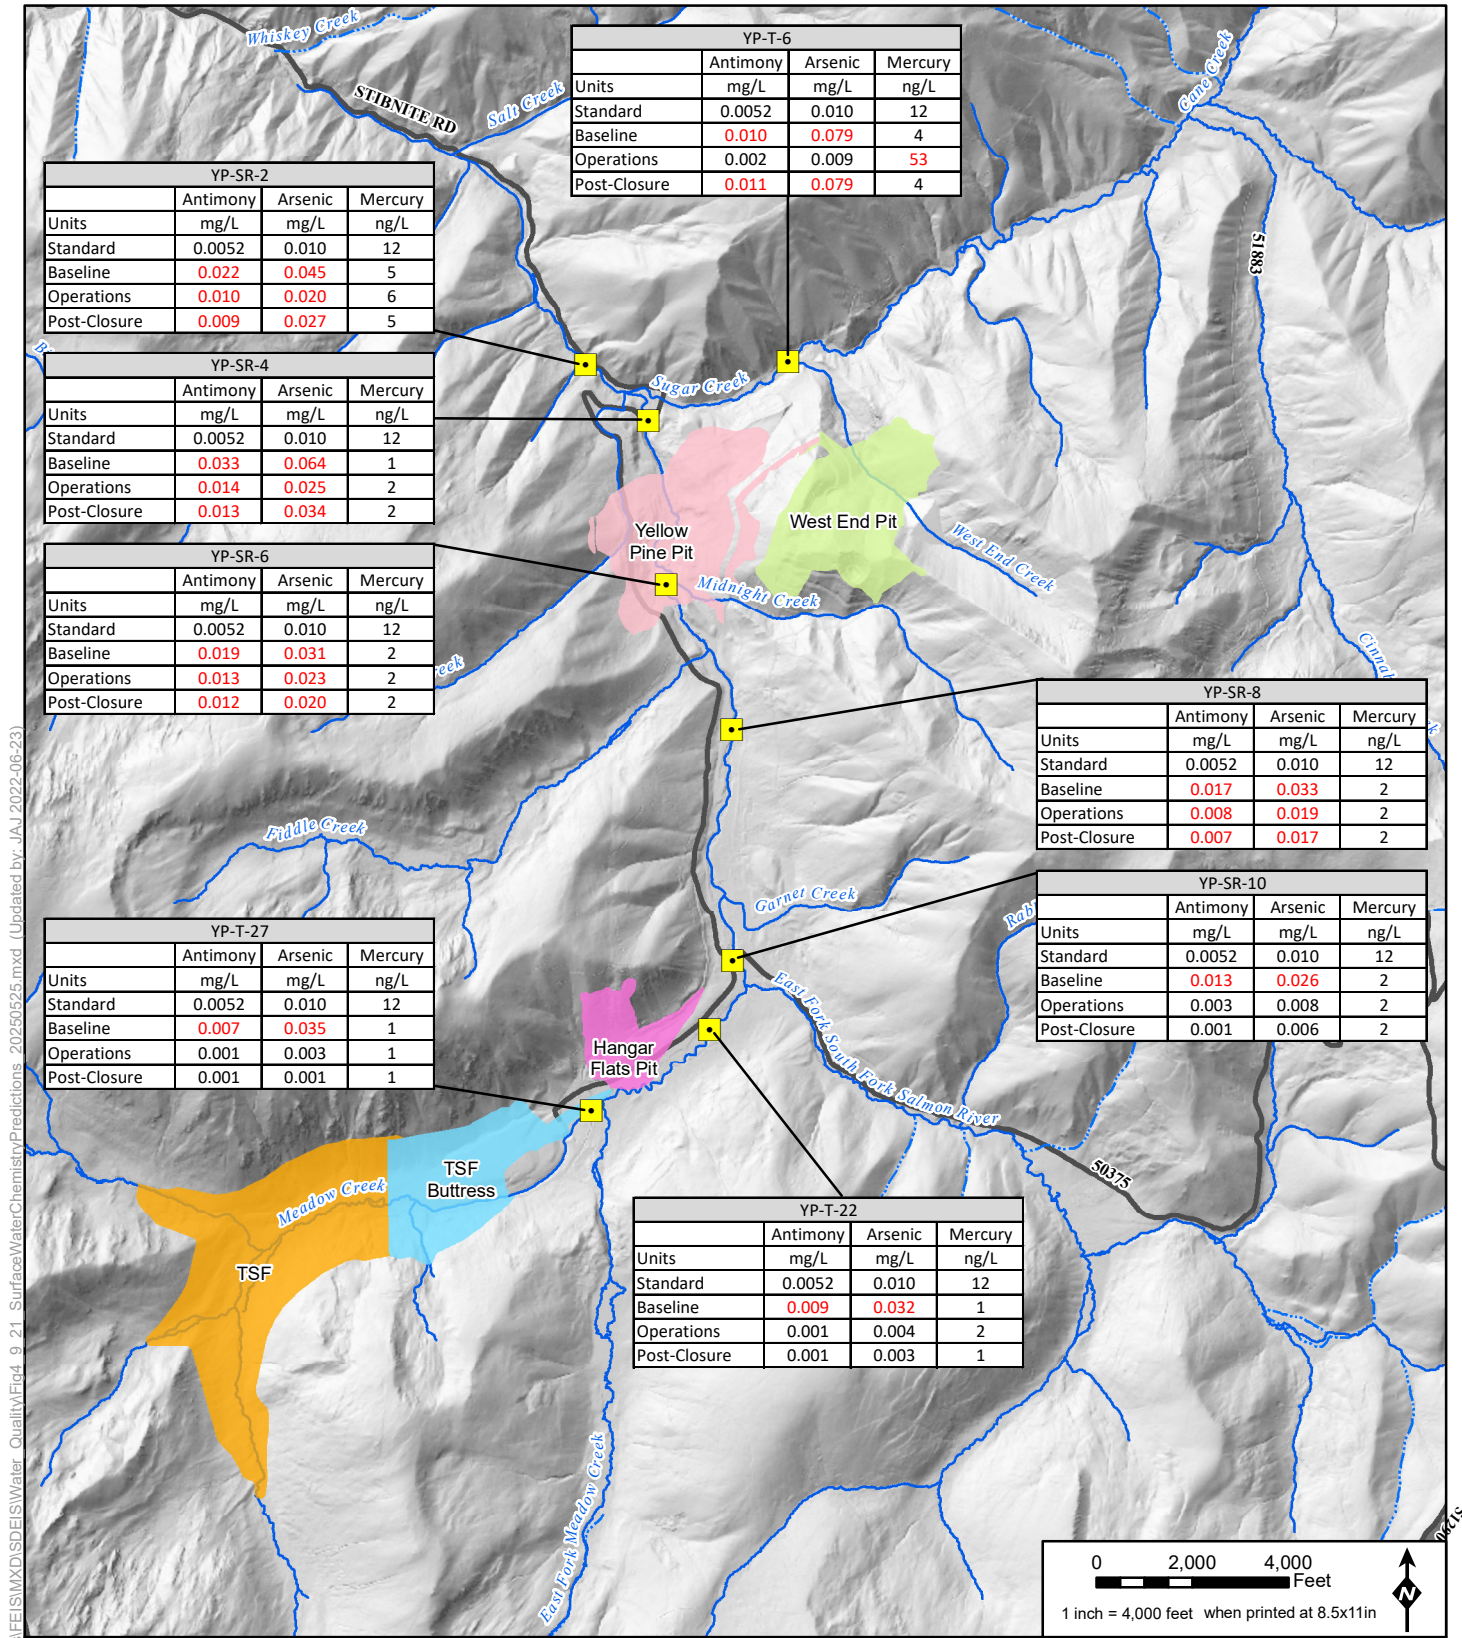 Whiskey Creek
STIBNITE RD
Salt Creek
Cane Creek
YP-T-6
Antimony Arsenic Mercury
Units mg/L mg/L ng/L
Standard 0.0052 0.010 12
Baseline 0.010 0.079 4
Operations 0.002 0.009 53
Post-Closure 0.011 0.079 4
YP-SR-2
Antimony Arsenic Mercury
Units mg/L mg/L ng/L
Standard 0.0052 0.010 12
Baseline 0.022 0.045 5
Operations 0.010 0.020 6
Post-Closure 0.009 0.027 5
51883
YP-SR-4
Antimony Arsenic Mercury
Units mg/L mg/L ng/L
Standard 0.0052 0.010 12
Baseline 0.033 0.064 1
Operations 0.014 0.025 2
Post-Closure 0.013 0.034 2
Sugar Creek
Yellow
Pine Pit
West End Pit
West End Creek
Midnight Creek
YP-SR-6
Antimony Arsenic Mercury
Units mg/L mg/L ng/L
Standard 0.0052 0.010 12
Baseline 0.019 0.031 2
Operations 0.013 0.023 2
Post-Closure 0.012 0.020 2
eek
Cinnab
YP-SR-8
Antimony Arsenic Mercury
Units mg/L mg/L ng/L
Standard 0.0052 0.010 12
Baseline 0.017 0.033 2
Operations 0.008 0.019 2
Post-Closure 0.007 0.017 2
Fiddle Creek
Garnet Creek
Rab
YP-SR-10
Antimony Arsenic Mercury
Units mg/L mg/L ng/L
Standard 0.0052 0.010 12
Baseline 0.013 0.026 2
Operations 0.003 0.008 2
Post-Closure 0.001 0.006 2
YP-T-27
Antimony Arsenic Mercury
Units mg/L mg/L ng/L
Standard 0.0052 0.010 12
Baseline 0.007 0.035 1
Operations 0.001 0.003 1
Post-Closure 0.001 0.001 1
Hangar
Flats Pit
East Fork South Fork Salmon River
50375
TSF
Buttress
Meadow Creek
TSF
YP-T-22
Antimony Arsenic Mercury
Units mg/L mg/L ng/L
Standard 0.0052 0.010 12
Baseline 0.009 0.032 1
Operations 0.001 0.004 2
Post-Closure 0.001 0.003 1
East Fork Meadow Creek
51290
0 2,000 4,000
Feet
1 inch = 4,000 feet when printed at 8.5x11in
N
\FEIS\MXD\SDEIS\Water_Quality\Fig4_9_21_SurfaceWaterChemistryPredictions_20250525.mxd (Updated by: JAJ 2022-06-23)